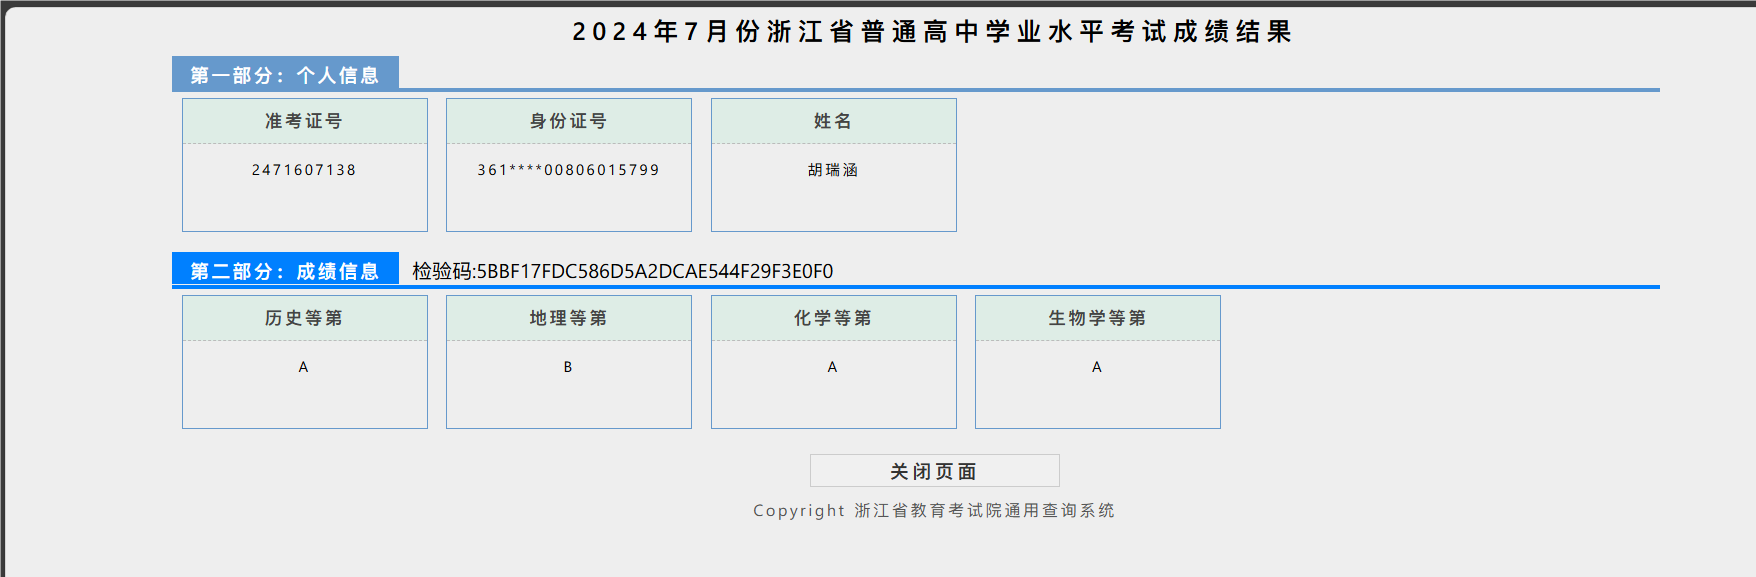 2024年7月份浙江省普通高中学业水平考试成绩结果
第一部分：个人信息
准考证号 身份证号 姓名
2471607138 361****00806015799 胡瑞涵
第二部分：成绩信息 检验码:5BBF17FDC586D5A2DCAE544F29F3E0F0
历史等第 地理等第 化学等第 生物学等第
A B A A
关闭页面
Copyright 浙江省教育考试院通用查询系统